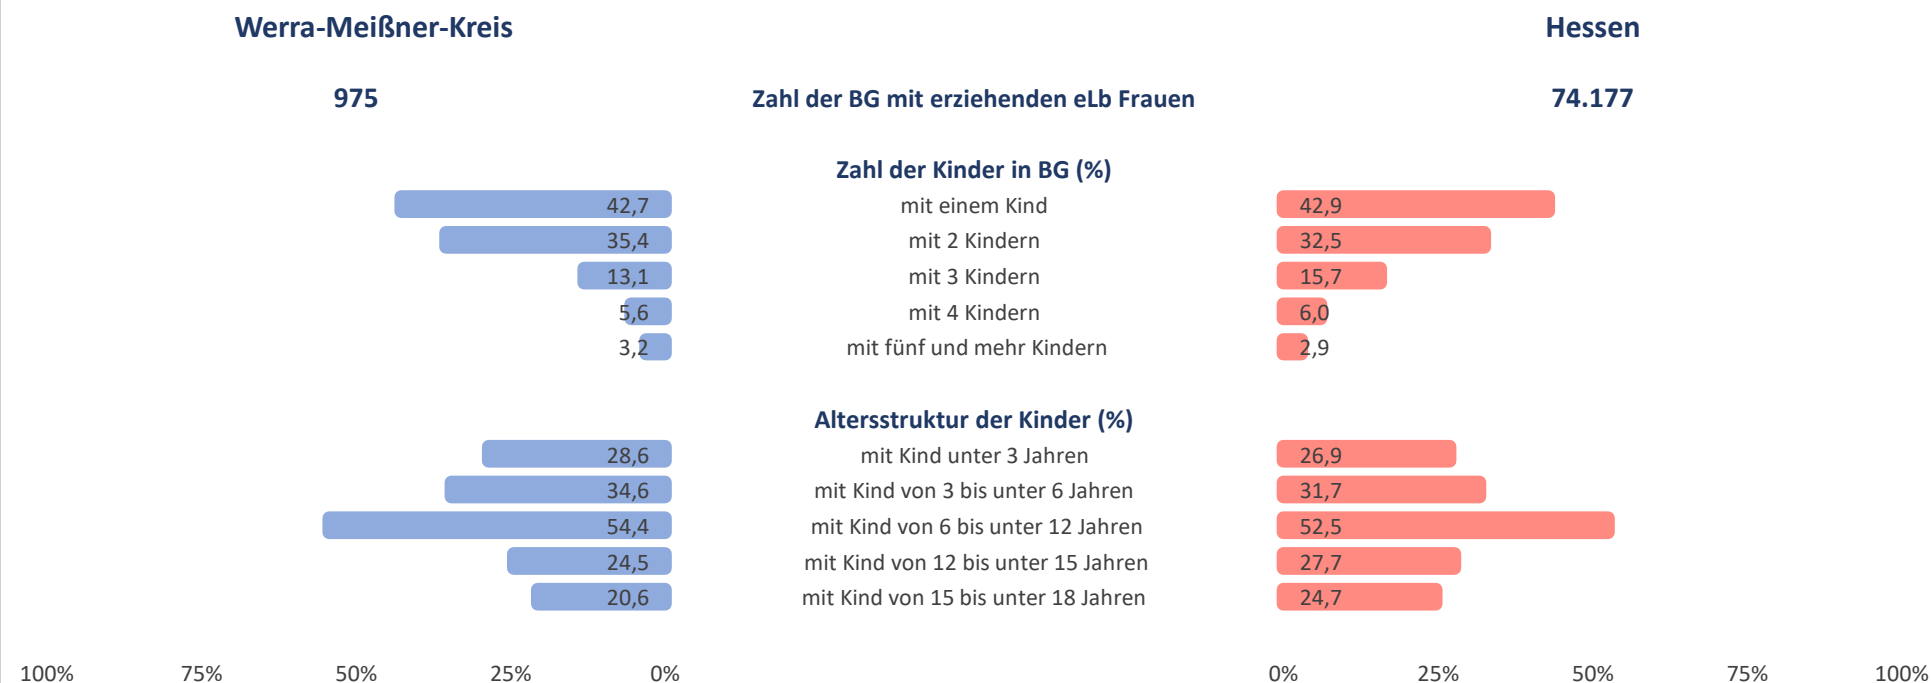 Werra-Meißner-Kreis Hessen
975 Zahl der BG mit erziehenden eLb Frauen 74.177
Zahl der Kinder in BG (%)
42,7 mit einem Kind 42,9
35,4 mit 2 Kindern 32,5
13,1 mit 3 Kindern 15,7
5,6 mit 4 Kindern 6,0
3,2 mit fünf und mehr Kindern 2,9
Altersstruktur der Kinder (%)
28,6 mit Kind unter 3 Jahren 26,9
34,6 mit Kind von 3 bis unter 6 Jahren 31,7
54,4 mit Kind von 6 bis unter 12 Jahren 52,5
24,5 mit Kind von 12 bis unter 15 Jahren 27,7
20,6 mit Kind von 15 bis unter 18 Jahren 24,7
100% 75% 50% 25% 0% 0% 25% 50% 75% 100%